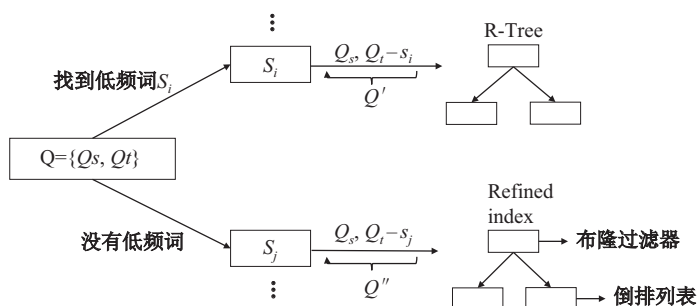 ⋮
S_i
Q_s, Q_t−s_i
Q′
R-Tree
找到低频词S_i
Q={Qs, Qt}
没有低频词
S_j
⋮
Q_s, Q_t−s_j
Q″
Refined
index
布隆过滤器
倒排列表